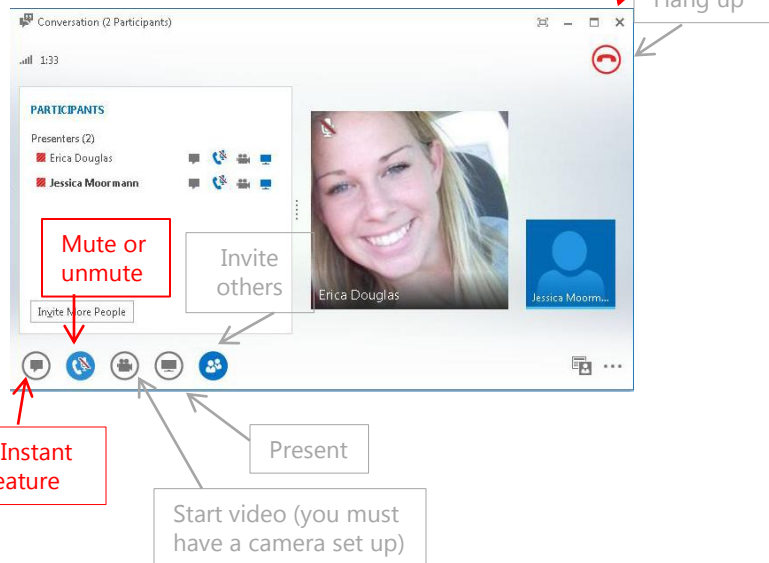 Hang up
Conversation (2 Participants)
1:33
PARTICIPANTS
Presenters (2)
Erica Douglas
Jessica Moormann
Mute or
unmute
Invite
others
Erica Douglas
Jessica Moorm...
Invite More People
Instant
eature
Present
Start video (you must
have a camera set up)